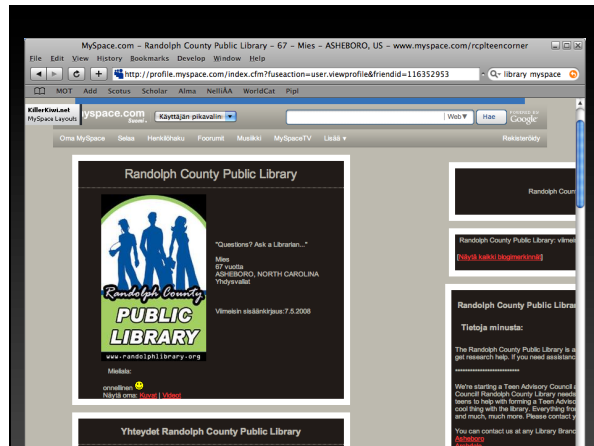 MySpace.com – Randolph County Public Library – 67 – Mies – ASHEBORO, US – www.myspace.com/rcplteencorner
File Edit View History Bookmarks Develop Window Help
http://profile.myspace.com/index.cfm?fuseaction=user.viewprofile&friendid=116352953
library myspace
MOT Add Scotus Scholar Alma NelliÄÄ WorldCat Pipl
KillerKiwi.net
MySpace Layouts
yspace.com
Suomi
Käyttäjän pikavalin
Web
Hae
POWERED BY
Google
Oma MySpace Selaa Henkilöhaku Foorumit Musiikki MySpaceTV Lisää
Rekisteröidy
Randolph County Public Library
Randolph County
PUBLIC
LIBRARY
www.randolphlibrary.org
"Questions? Ask a Librarian..."
Mies
67 vuotta
ASHEBORO, NORTH CAROLINA
Yhdysvallat
Viimeisin sisäänkirjaus:7.5.2008
Mieliala:
onnellinen
Näytä oma: Kuvat | Videot
Yhteydet Randolph County Public Library
Randolph Coun
Randolph County Public Library: viimeis
[Näytä kaikki blogimerkinnät]
Randolph County Public Librar
Tietoja minusta:
The Randolph County Public Library is a
get research help. If you need assistanc
******************************
We're starting a Teen Advisory Council a
Council! Randolph County Library needs
teens to help with forming a Teen Adviso
cool thing with the library. Everything fro
and much, much more. Please contact y
You can contact us at any Library Branc
Asheboro